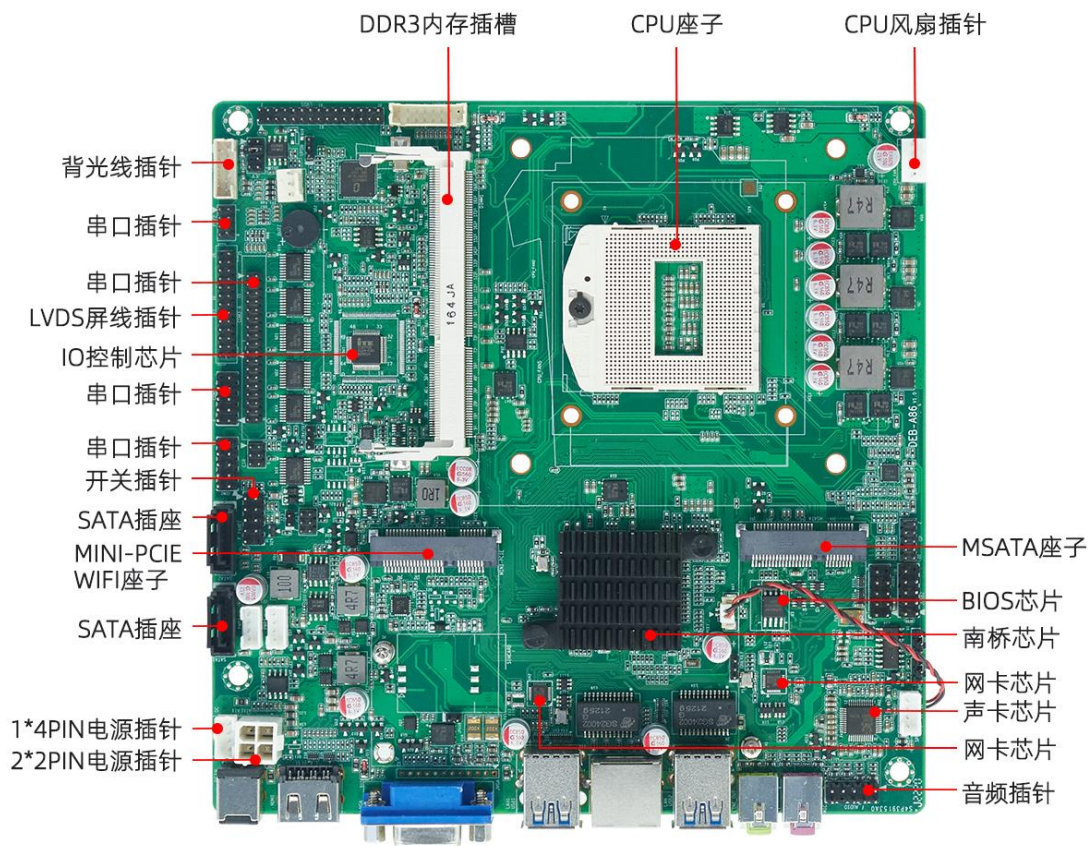 DDR3内存插槽
CPU座子
CPU风扇插针
背光线插针
串口插针
串口插针
LVDS屏线插针
IO控制芯片
串口插针
串口插针
开关插针
SATA插座
MINI-PCIE
WIFI座子
SATA插座
1*4PIN电源插针
2*2PIN电源插针
MSATA座子
BIOS芯片
南桥芯片
网卡芯片
声卡芯片
网卡芯片
音频插针
164JA
R47
R47
R47
DEB-A86
1R0
100
4R7
4R7